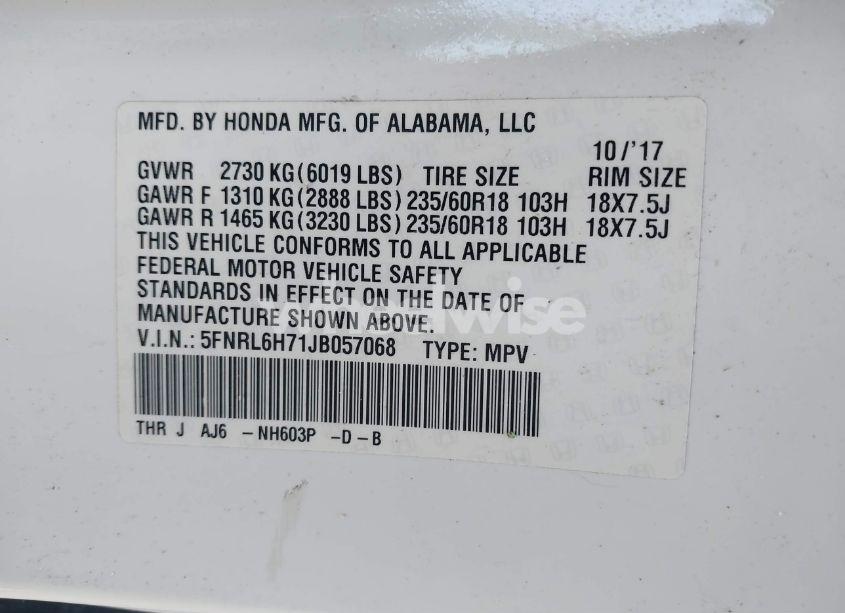 MFD. BY HONDA MFG. OF ALABAMA, LLC
10/'17
GVWR 2730 KG(6019 LBS) TIRE SIZE RIM SIZE
GAWR F 1310 KG(2888 LBS) 235/60R18 103H 18X7.5J
GAWR R 1465 KG(3230 LBS) 235/60R18 103H 18X7.5J
THIS VEHICLE CONFORMS TO ALL APPLICABLE
FEDERAL MOTOR VEHICLE SAFETY
STANDARDS IN EFFECT ON THE DATE OF
MANUFACTURE SHOWN ABOVE.
V.I.N.: 5FNRL6H71JB057068 TYPE: MPV
THR J AJ6 -NH603P -D-B